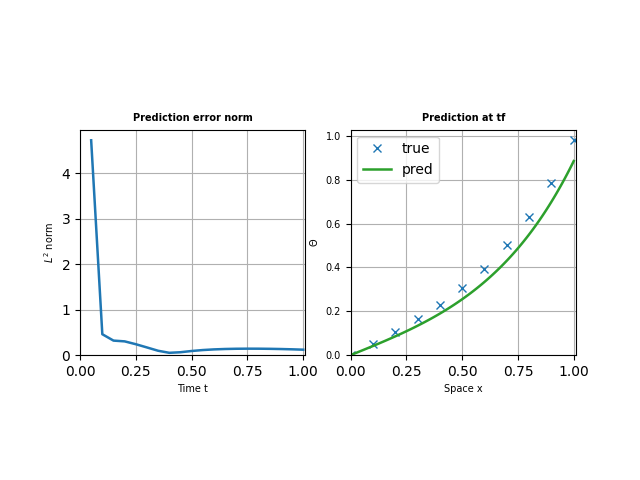 Prediction error norm
L² norm
4
3
2
1
0
0.00 0.25 0.50 0.75 1.00
Time t
Prediction at tf
true
pred
Θ
1.0
0.8
0.6
0.4
0.2
0.0
0.00 0.25 0.50 0.75 1.00
Space x